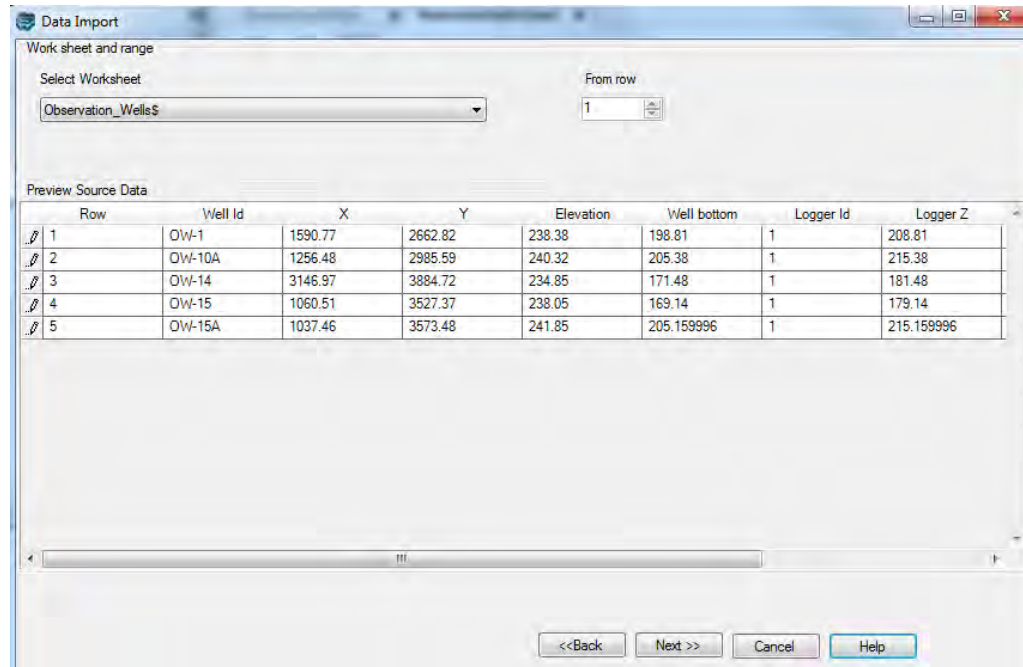 Data Import
Work sheet and range
Select Worksheet From row
Observation_Wells$ 1
Preview Source Data
Row Well Id X Y Elevation Well bottom Logger Id Logger Z
1 OW-1 1590.77 2662.82 238.38 198.81 1 208.81
2 OW-10A 1256.48 2985.59 240.32 205.38 1 215.38
3 OW-14 3146.97 3884.72 234.85 171.48 1 181.48
4 OW-15 1060.51 3527.37 238.05 169.14 1 179.14
5 OW-15A 1037.46 3573.48 241.85 205.159996 1 215.159996
<<Back Next >> Cancel Help